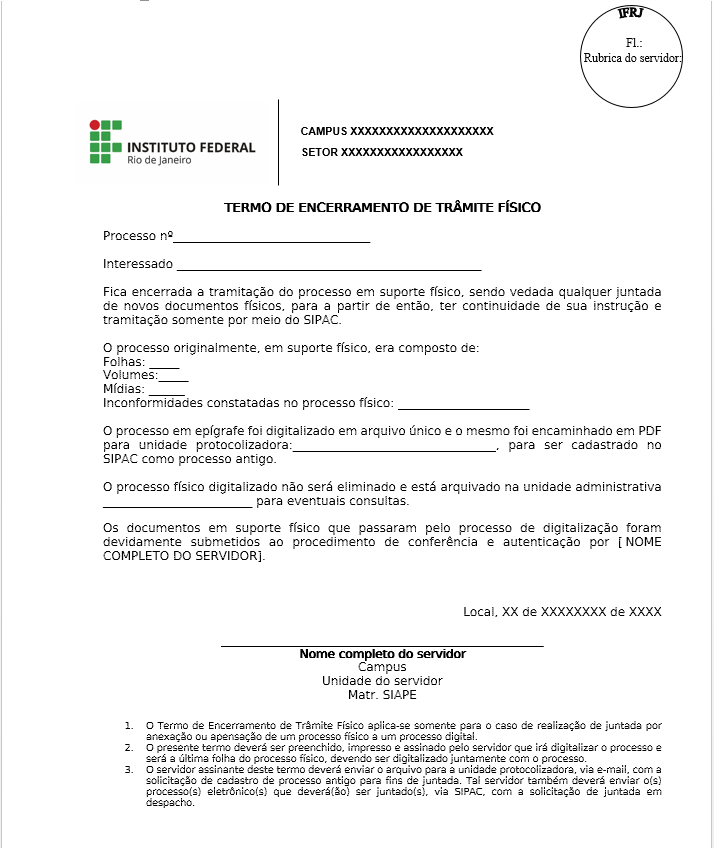 IFRJ
Fl.:
Rubrica do servidor:
CAMPUS XXXXXXXXXXXXXXXXXXXX
INSTITUTO FEDERAL
Rio de Janeiro
SETOR XXXXXXXXXXXXXXXXX
TERMO DE ENCERRAMENTO DE TRÂMITE FÍSICO
Processo nº_________________________________
Interessado ___________________________________________________
Fica encerrada a tramitação do processo em suporte físico, sendo vedada qualquer juntada
de novos documentos físicos, para a partir de então, ter continuidade de sua instrução e
tramitação somente por meio do SIPAC.
O processo originalmente, em suporte físico, era composto de:
Folhas: _____
Volumes:_____
Mídias: ______
Inconformidades constatadas no processo físico: ______________________
O processo em epígrafe foi digitalizado em arquivo único e o mesmo foi encaminhado em PDF
para unidade protocolizadora:__________________________________, para ser cadastrado no
SIPAC como processo antigo.
O processo físico digitalizado não será eliminado e está arquivado na unidade administrativa
_________________________ para eventuais consultas.
Os documentos em suporte físico que passaram pelo processo de digitalização foram
devidamente submetidos ao procedimento de conferência e autenticação por [ NOME
COMPLETO DO SERVIDOR].
Local, XX de XXXXXXXX de XXXX
______________________________________________________
Nome completo do servidor
Campus
Unidade do servidor
Matr. SIAPE
1. O Termo de Encerramento de Trâmite Físico aplica-se somente para o caso de realização de juntada por
anexação ou apensação de um processo físico a um processo digital.
2. O presente termo deverá ser preenchido, impresso e assinado pelo servidor que irá digitalizar o processo e
será a última folha do processo físico, devendo ser digitalizado juntamente com o processo.
3. O servidor assinante deste termo deverá enviar o arquivo para a unidade protocolizadora, via e-mail, com a
solicitação de cadastro de processo antigo para fins de juntada. Tal servidor também deverá enviar o(s)
processo(s) eletrônico(s) que deverá(ão) ser juntado(s), via SIPAC, com a solicitação de juntada em
despacho.